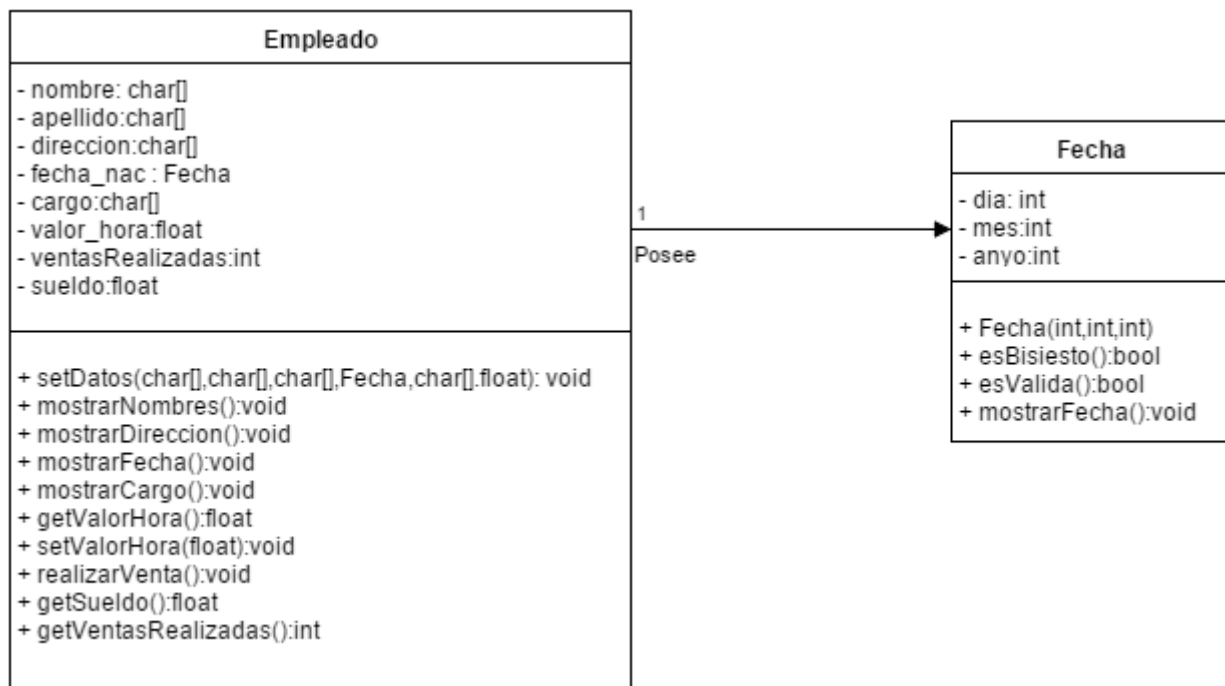 Empleado
- nombre: char[]
- apellido:char[]
- direccion:char[]
- fecha_nac : Fecha
- cargo:char[]
- valor_hora:float
- ventasRealizadas:int
- sueldo:float
+ setDatos(char[],char[],char[],Fecha,char[].float): void
+ mostrarNombres():void
+ mostrarDireccion():void
+ mostrarFecha():void
+ mostrarCargo():void
+ getValorHora():float
+ setValorHora(float):void
+ realizarVenta():void
+ getSueldo():float
+ getVentasRealizadas():int
1
Posee
Fecha
- dia: int
- mes:int
- anyo:int
+ Fecha(int,int,int)
+ esBisiesto():bool
+ esValida():bool
+ mostrarFecha():void